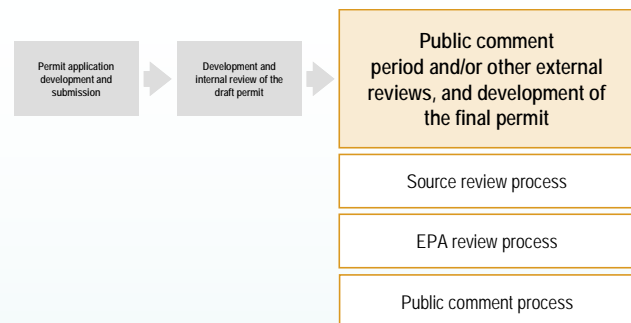 Permit application
development and
submission
Development and
internal review of the
draft permit
Public comment
period and/or other external
reviews, and development of
the final permit
Source review process
EPA review process
Public comment process